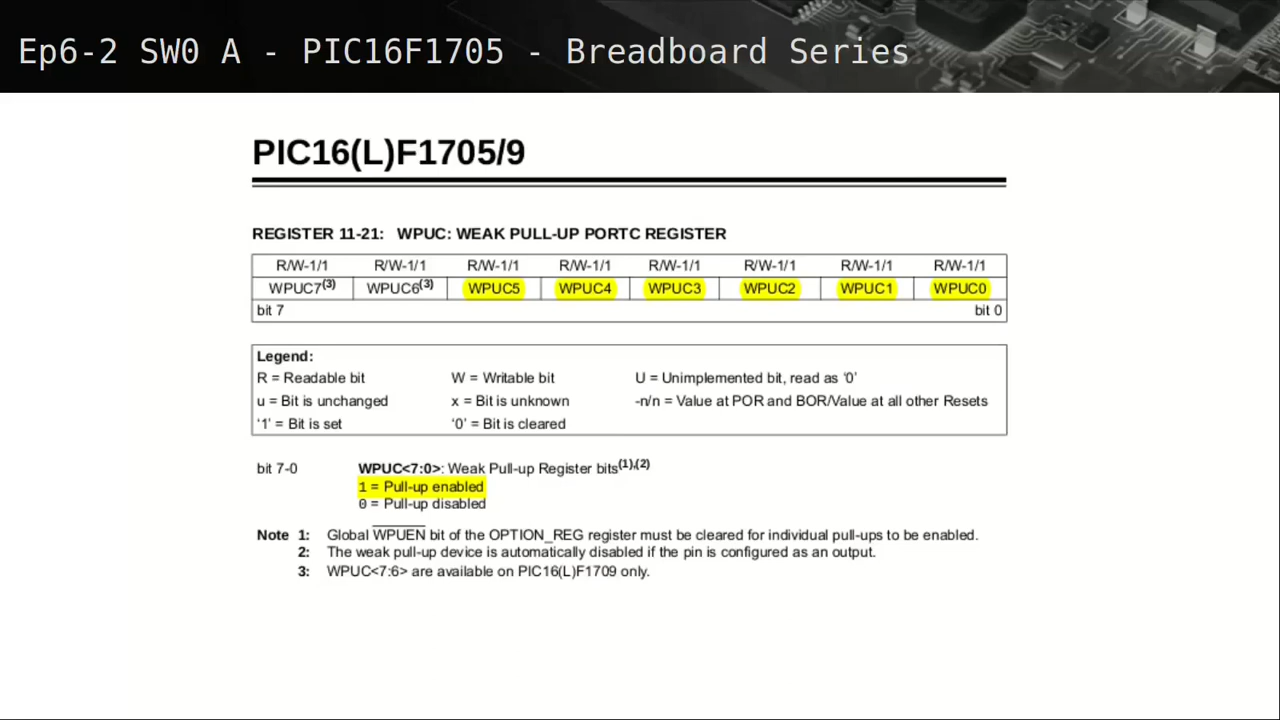 Ep6-2 SW0 A - PIC16F1705 - Breadboard Series
PIC16(L)F1705/9
REGISTER 11-21: WPUC: WEAK PULL-UP PORTC REGISTER
R/W-1/1 R/W-1/1 R/W-1/1 R/W-1/1 R/W-1/1 R/W-1/1 R/W-1/1 R/W-1/1
WPUC7(3) WPUC6(3) WPUC5 WPUC4 WPUC3 WPUC2 WPUC1 WPUC0
bit 7 bit 0
Legend:
R = Readable bit W = Writable bit U = Unimplemented bit, read as ‘0’
u = Bit is unchanged x = Bit is unknown -n/n = Value at POR and BOR/Value at all other Resets
‘1’ = Bit is set ‘0’ = Bit is cleared
bit 7-0 WPUC<7:0>: Weak Pull-up Register bits(1),(2)
1 = Pull-up enabled
0 = Pull-up disabled
Note 1: Global WPUEN bit of the OPTION_REG register must be cleared for individual pull-ups to be enabled.
2: The weak pull-up device is automatically disabled if the pin is configured as an output.
3: WPUC<7:6> are available on PIC16(L)F1709 only.